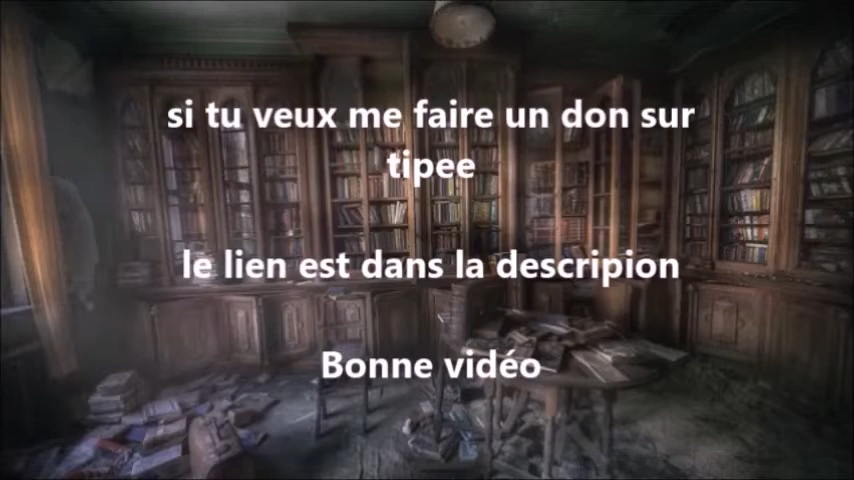 si tu veux me faire un don sur
tipee
le lien est dans la descripion
Bonne vidéo